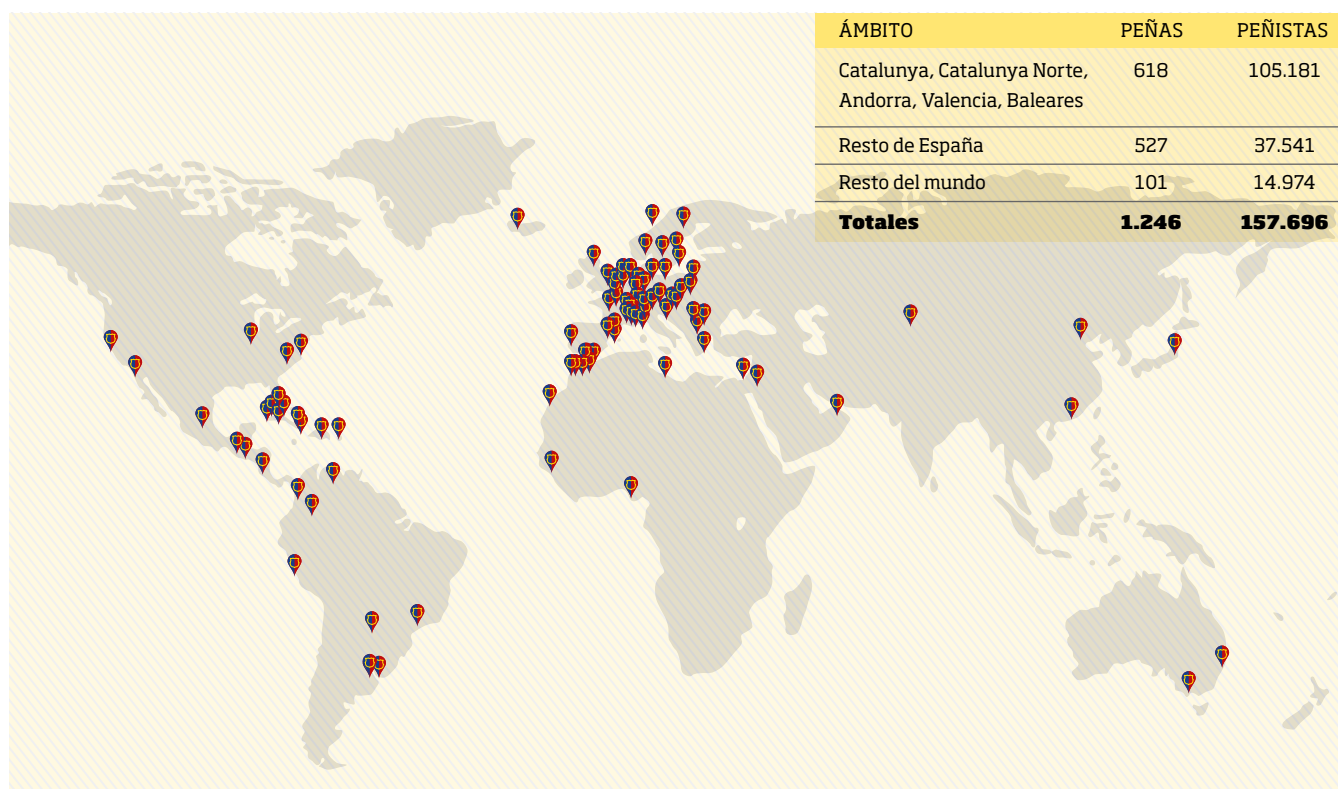 ÁMBITO PEÑAS PEÑISTAS
Catalunya, Catalunya Norte, 618 105.181
Andorra, Valencia, Baleares
Resto de España 527 37.541
Resto del mundo 101 14.974
Totales 1.246 157.696